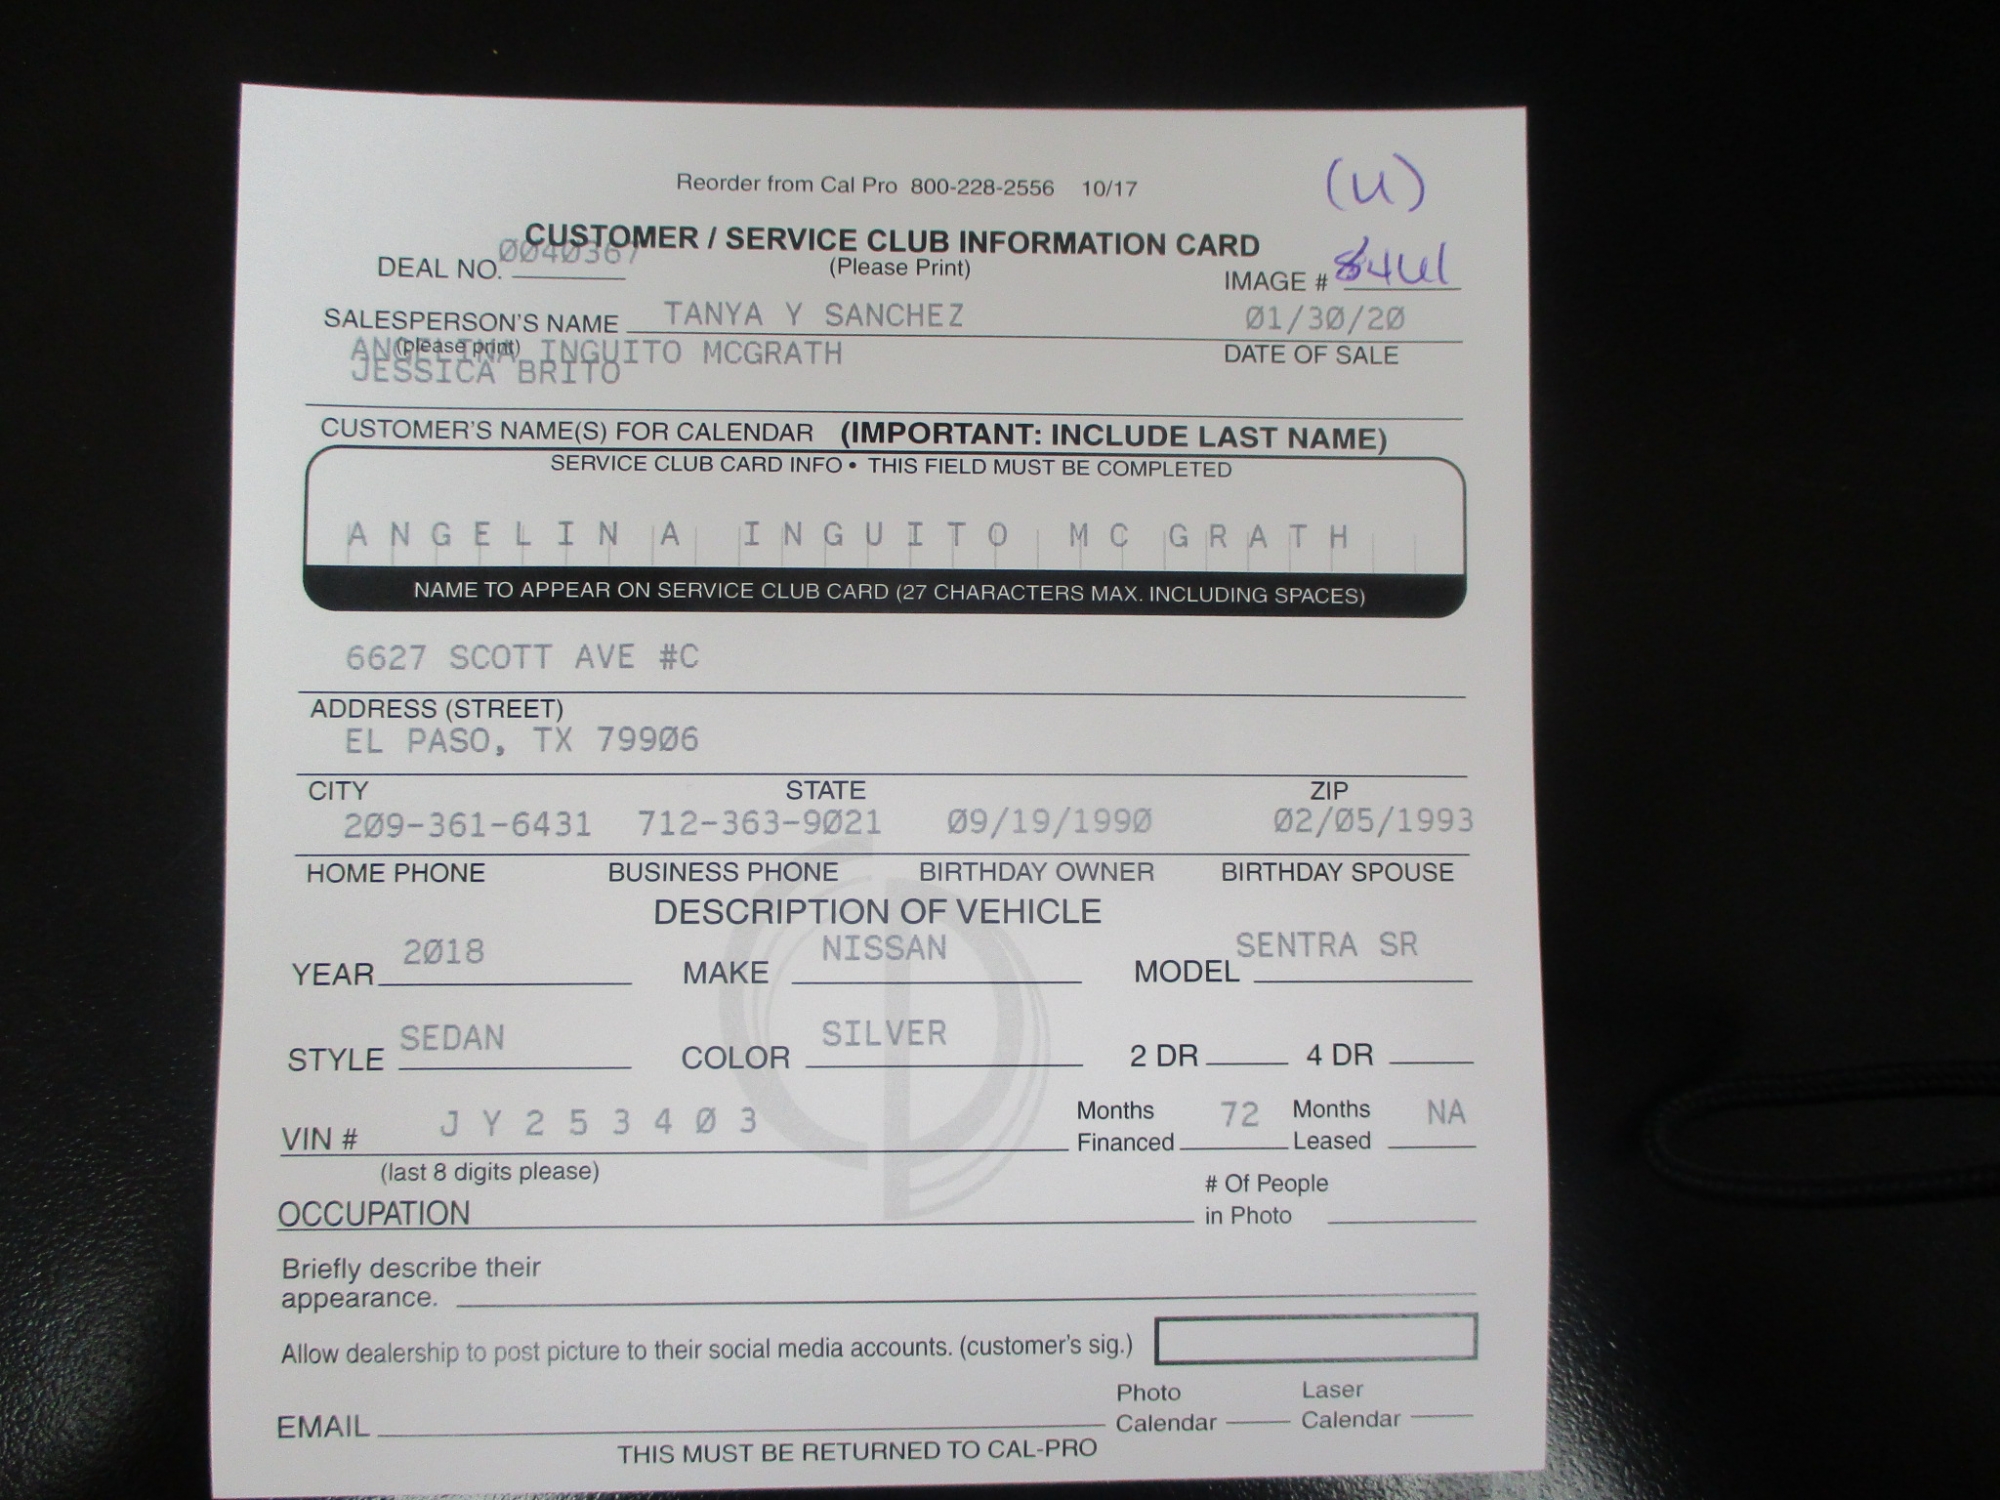 Reorder from Cal Pro 800-228-2556 10/17
(U)
CUSTOMER / SERVICE CLUB INFORMATION CARD
DEAL NO. 0040367 (Please Print) IMAGE #
SALESPERSON'S NAME TANYA Y SANCHEZ 01/30/20
(please print) DATE OF SALE
ANGELINA INGUITO MCGRATH
JESSICA BRITO
CUSTOMER'S NAME(S) FOR CALENDAR (IMPORTANT: INCLUDE LAST NAME)
SERVICE CLUB CARD INFO • THIS FIELD MUST BE COMPLETED
ANGELINA INGUITO MC GRATH
NAME TO APPEAR ON SERVICE CLUB CARD (27 CHARACTERS MAX. INCLUDING SPACES)
6627 SCOTT AVE #C
ADDRESS (STREET)
EL PASO, TX 79906
CITY STATE ZIP
209-361-6431 712-363-9021 09/19/1990 02/05/1993
HOME PHONE BUSINESS PHONE BIRTHDAY OWNER BIRTHDAY SPOUSE
DESCRIPTION OF VEHICLE
YEAR 2018 MAKE NISSAN MODEL SENTRA SR
STYLE SEDAN COLOR SILVER 2 DR 4 DR
VIN # JY253403 Months Financed 72 Months Leased NA
(last 8 digits please)
OCCUPATION # Of People in Photo
Briefly describe their
appearance.
Allow dealership to post picture to their social media accounts. (customer's sig.)
EMAIL Photo Calendar Laser Calendar
THIS MUST BE RETURNED TO CAL-PRO